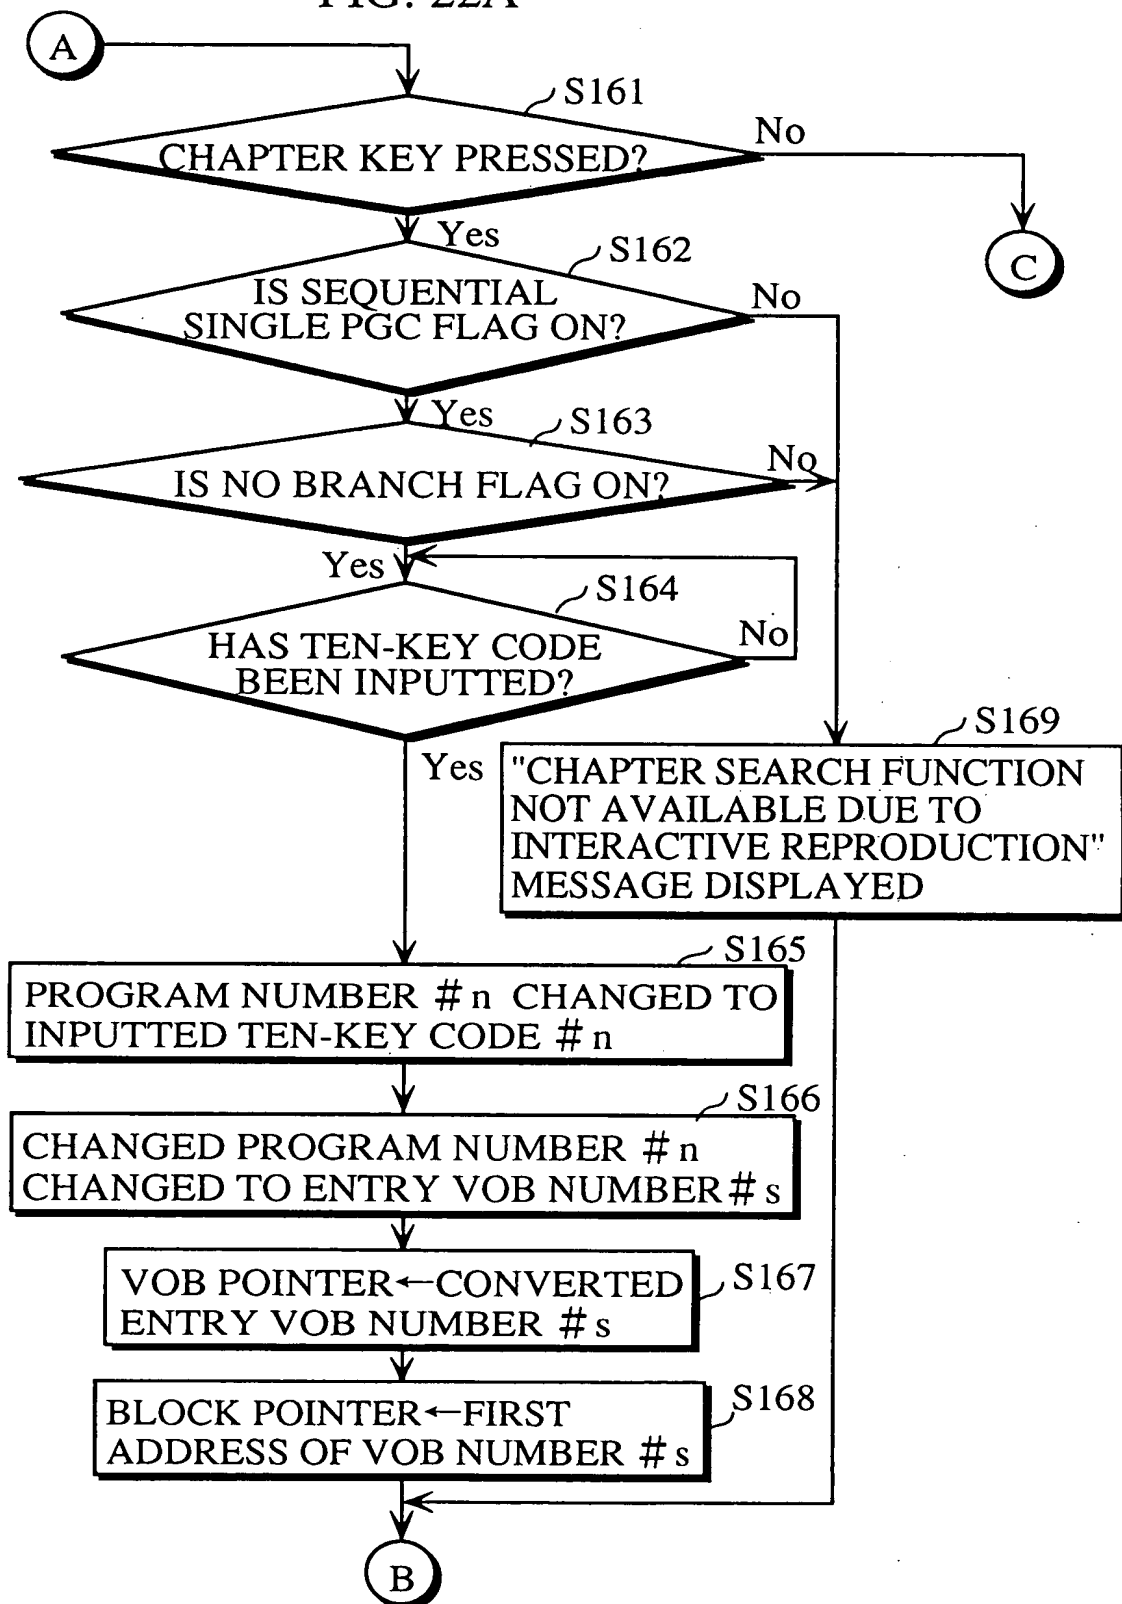 FIG. 22A
A
S161
CHAPTER KEY PRESSED?
No
C
Yes
S162
IS SEQUENTIAL
SINGLE PGC FLAG ON?
No
Yes
S163
IS NO BRANCH FLAG ON?
No
Yes
S164
HAS TEN-KEY CODE
BEEN INPUTTED?
No
Yes
S169
"CHAPTER SEARCH FUNCTION
NOT AVAILABLE DUE TO
INTERACTIVE REPRODUCTION"
MESSAGE DISPLAYED
S165
PROGRAM NUMBER #n CHANGED TO
INPUTTED TEN-KEY CODE #n
S166
CHANGED PROGRAM NUMBER #n
CHANGED TO ENTRY VOB NUMBER #s
S167
VOB POINTER←CONVERTED
ENTRY VOB NUMBER #s
S168
BLOCK POINTER←FIRST
ADDRESS OF VOB NUMBER #s
B